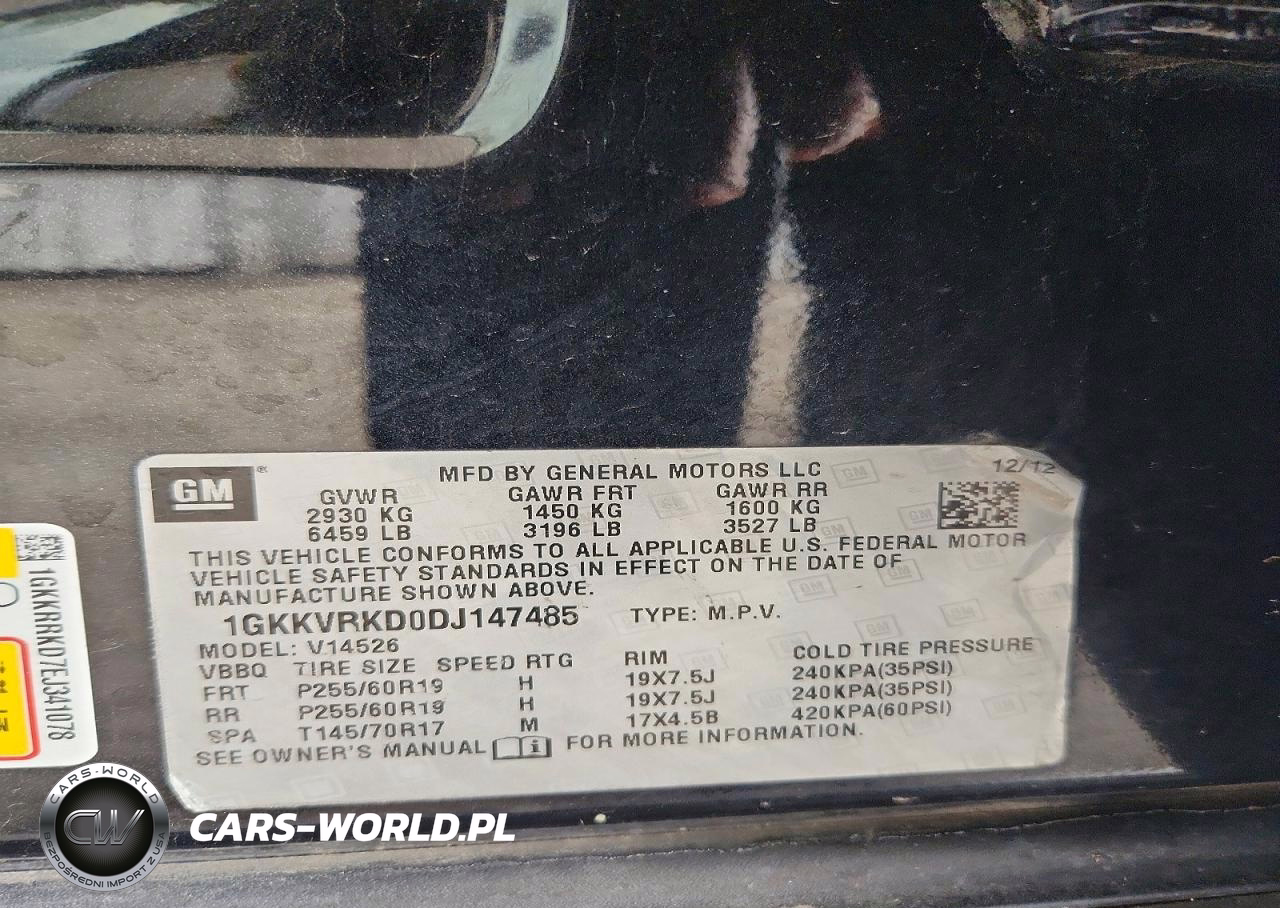 GM
®
MFD BY GENERAL MOTORS LLC
12/12
GVWR GAWR FRT GAWR RR
2930 KG 1450 KG 1600 KG
6459 LB 3196 LB 3527 LB
THIS VEHICLE CONFORMS TO ALL APPLICABLE U.S. FEDERAL MOTOR
VEHICLE SAFETY STANDARDS IN EFFECT ON THE DATE OF
MANUFACTURE SHOWN ABOVE.
1GKKVRKD0DJ147485 TYPE: M.P.V.
MODEL: V14526
VBBQ TIRE SIZE SPEED RTG RIM COLD TIRE PRESSURE
FRT P255/60R19 H 19X7.5J 240KPA(35PSI)
RR P255/60R19 H 19X7.5J 240KPA(35PSI)
SPA T145/70R17 M 17X4.5B 420KPA(60PSI)
SEE OWNER'S MANUAL i FOR MORE INFORMATION.
1GKKRRKD7EJ341078
CARS-WORLD
CW
BEZPOŚREDNI IMPORT Z USA
CARS-WORLD.PL